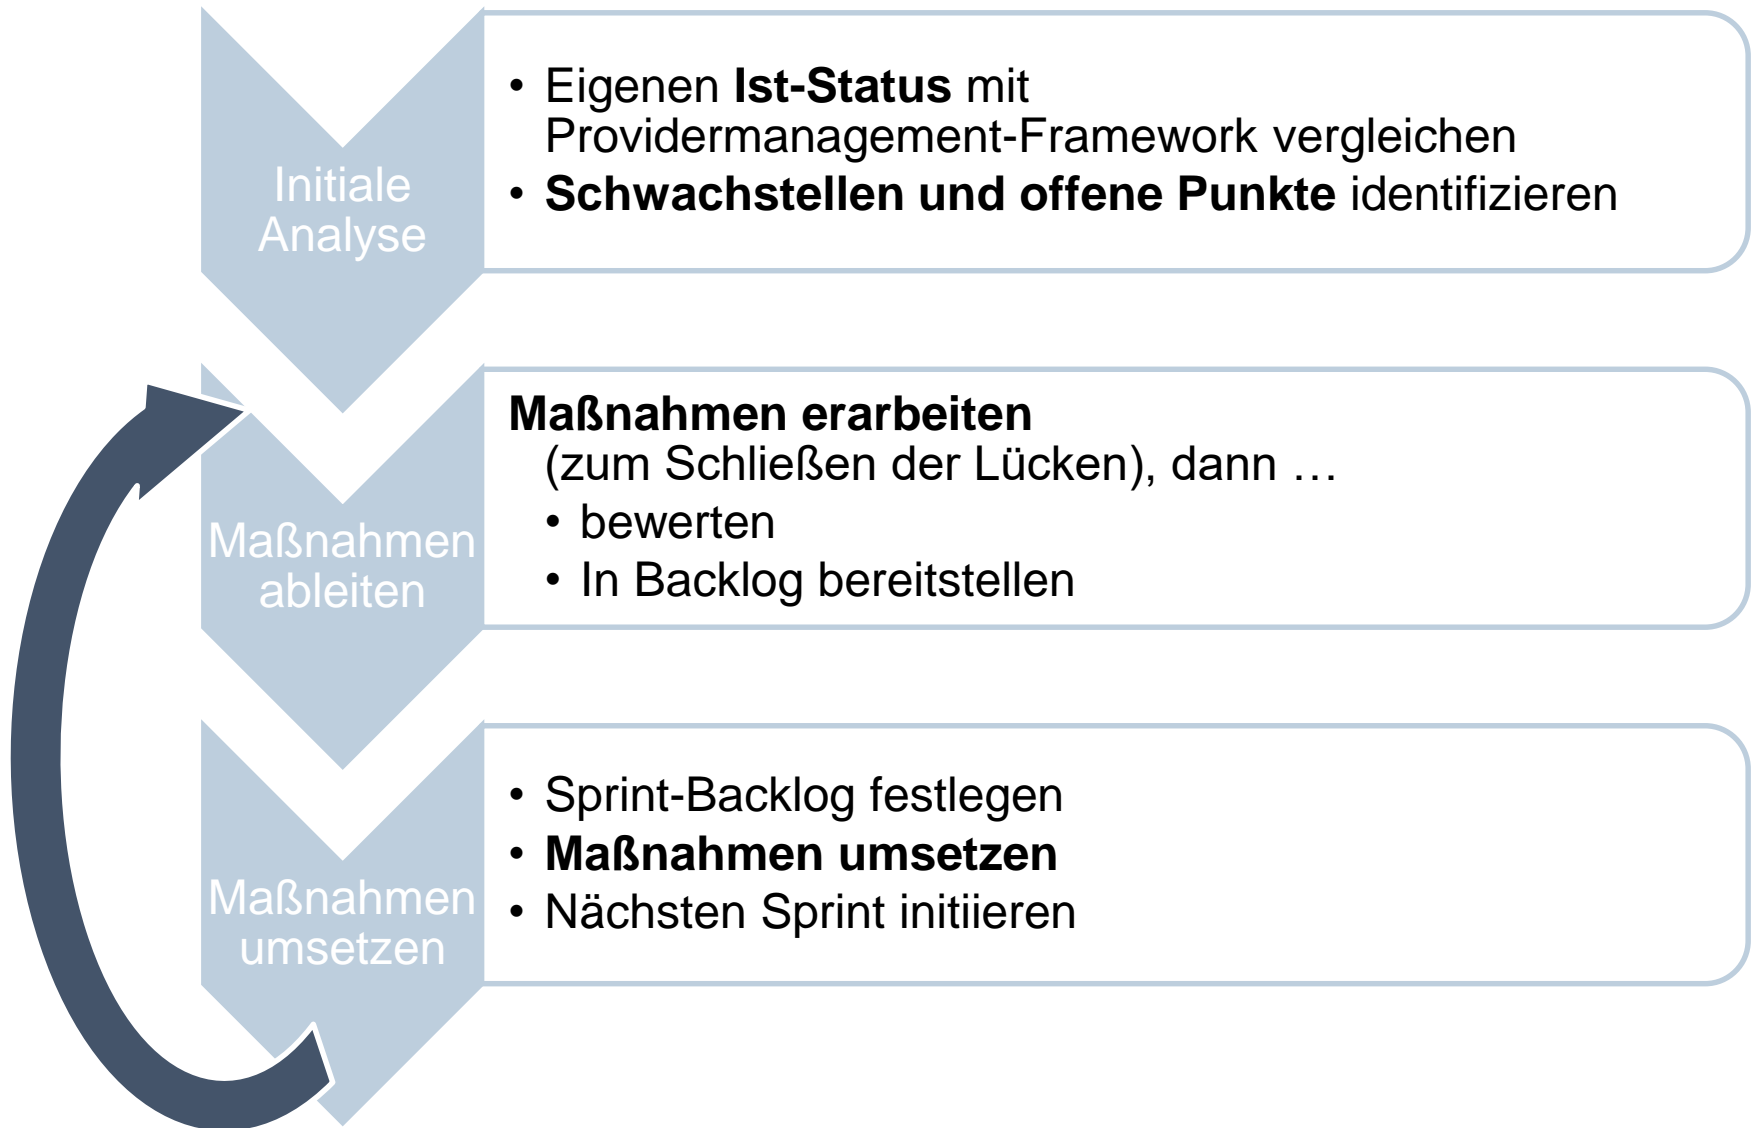 Initiale
Analyse
• Eigenen Ist-Status mit
Providermanagement-Framework vergleichen
• Schwachstellen und offene Punkte identifizieren
Maßnahmen
ableiten
Maßnahmen erarbeiten
(zum Schließen der Lücken), dann …
• bewerten
• In Backlog bereitstellen
Maßnahmen
umsetzen
• Sprint-Backlog festlegen
• Maßnahmen umsetzen
• Nächsten Sprint initiieren